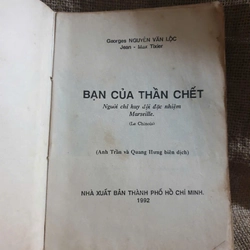 Georges NGUYỄN VĂN LỘC
Jean - Max Tixier
BẠN CỦA THẦN CHẾT
Người chỉ huy đội đặc nhiệm
Marseille.
(Le Chinois)
(Anh Trần và Quang Hưng biên dịch)
NHÀ XUẤT BẢN THÀNH PHỐ HỒ CHÍ MINH.
1992